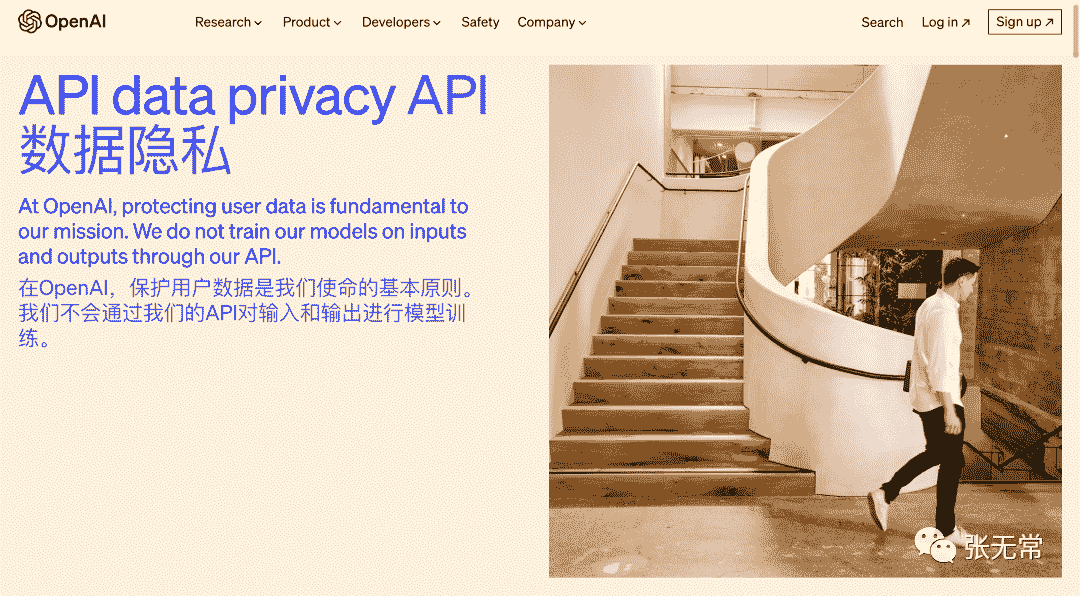 OpenAI Research Product Developers Safety Company Search Log in ↗ Sign up ↗
API data privacy API
数据隐私
At OpenAI, protecting user data is fundamental to
our mission. We do not train our models on inputs
and outputs through our API.
在OpenAI，保护用户数据是我们使命的基本原则。
我们不会通过我们的API对输入和输出进行模型训
练。
张无常